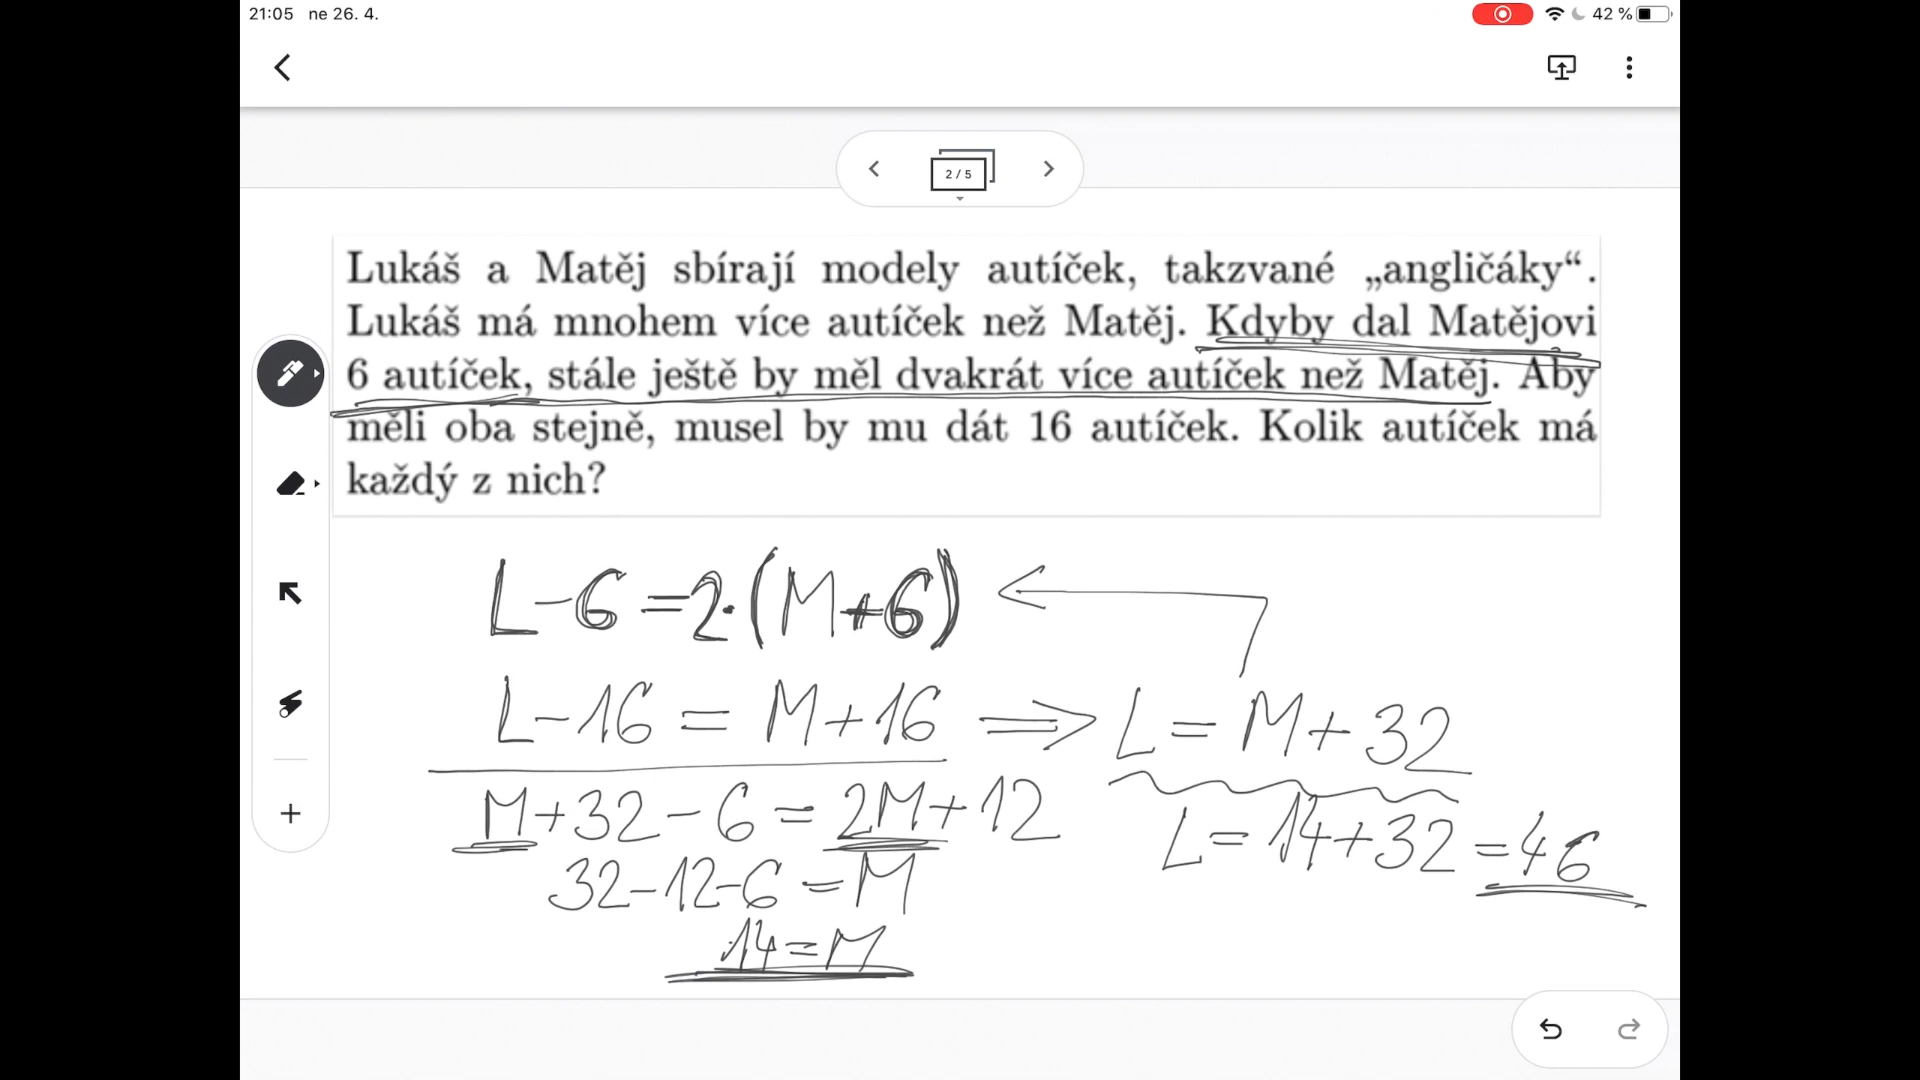 21:05 ne 26. 4.
42 %
2 / 5
Lukáš a Matěj sbírají modely autíček, takzvané „angličáky“.
Lukáš má mnohem více autíček než Matěj. Kdyby dal Matějovi
6 autíček, stále ještě by měl dvakrát více autíček než Matěj. Aby
měli oba stejně, musel by mu dát 16 autíček. Kolik autíček má
každý z nich?
L-6=2·(M+6)
L-16=M+16 ⇒ L=M+32
M+32-6=2M+12
L=14+32=46
32-12-6=M
14=M